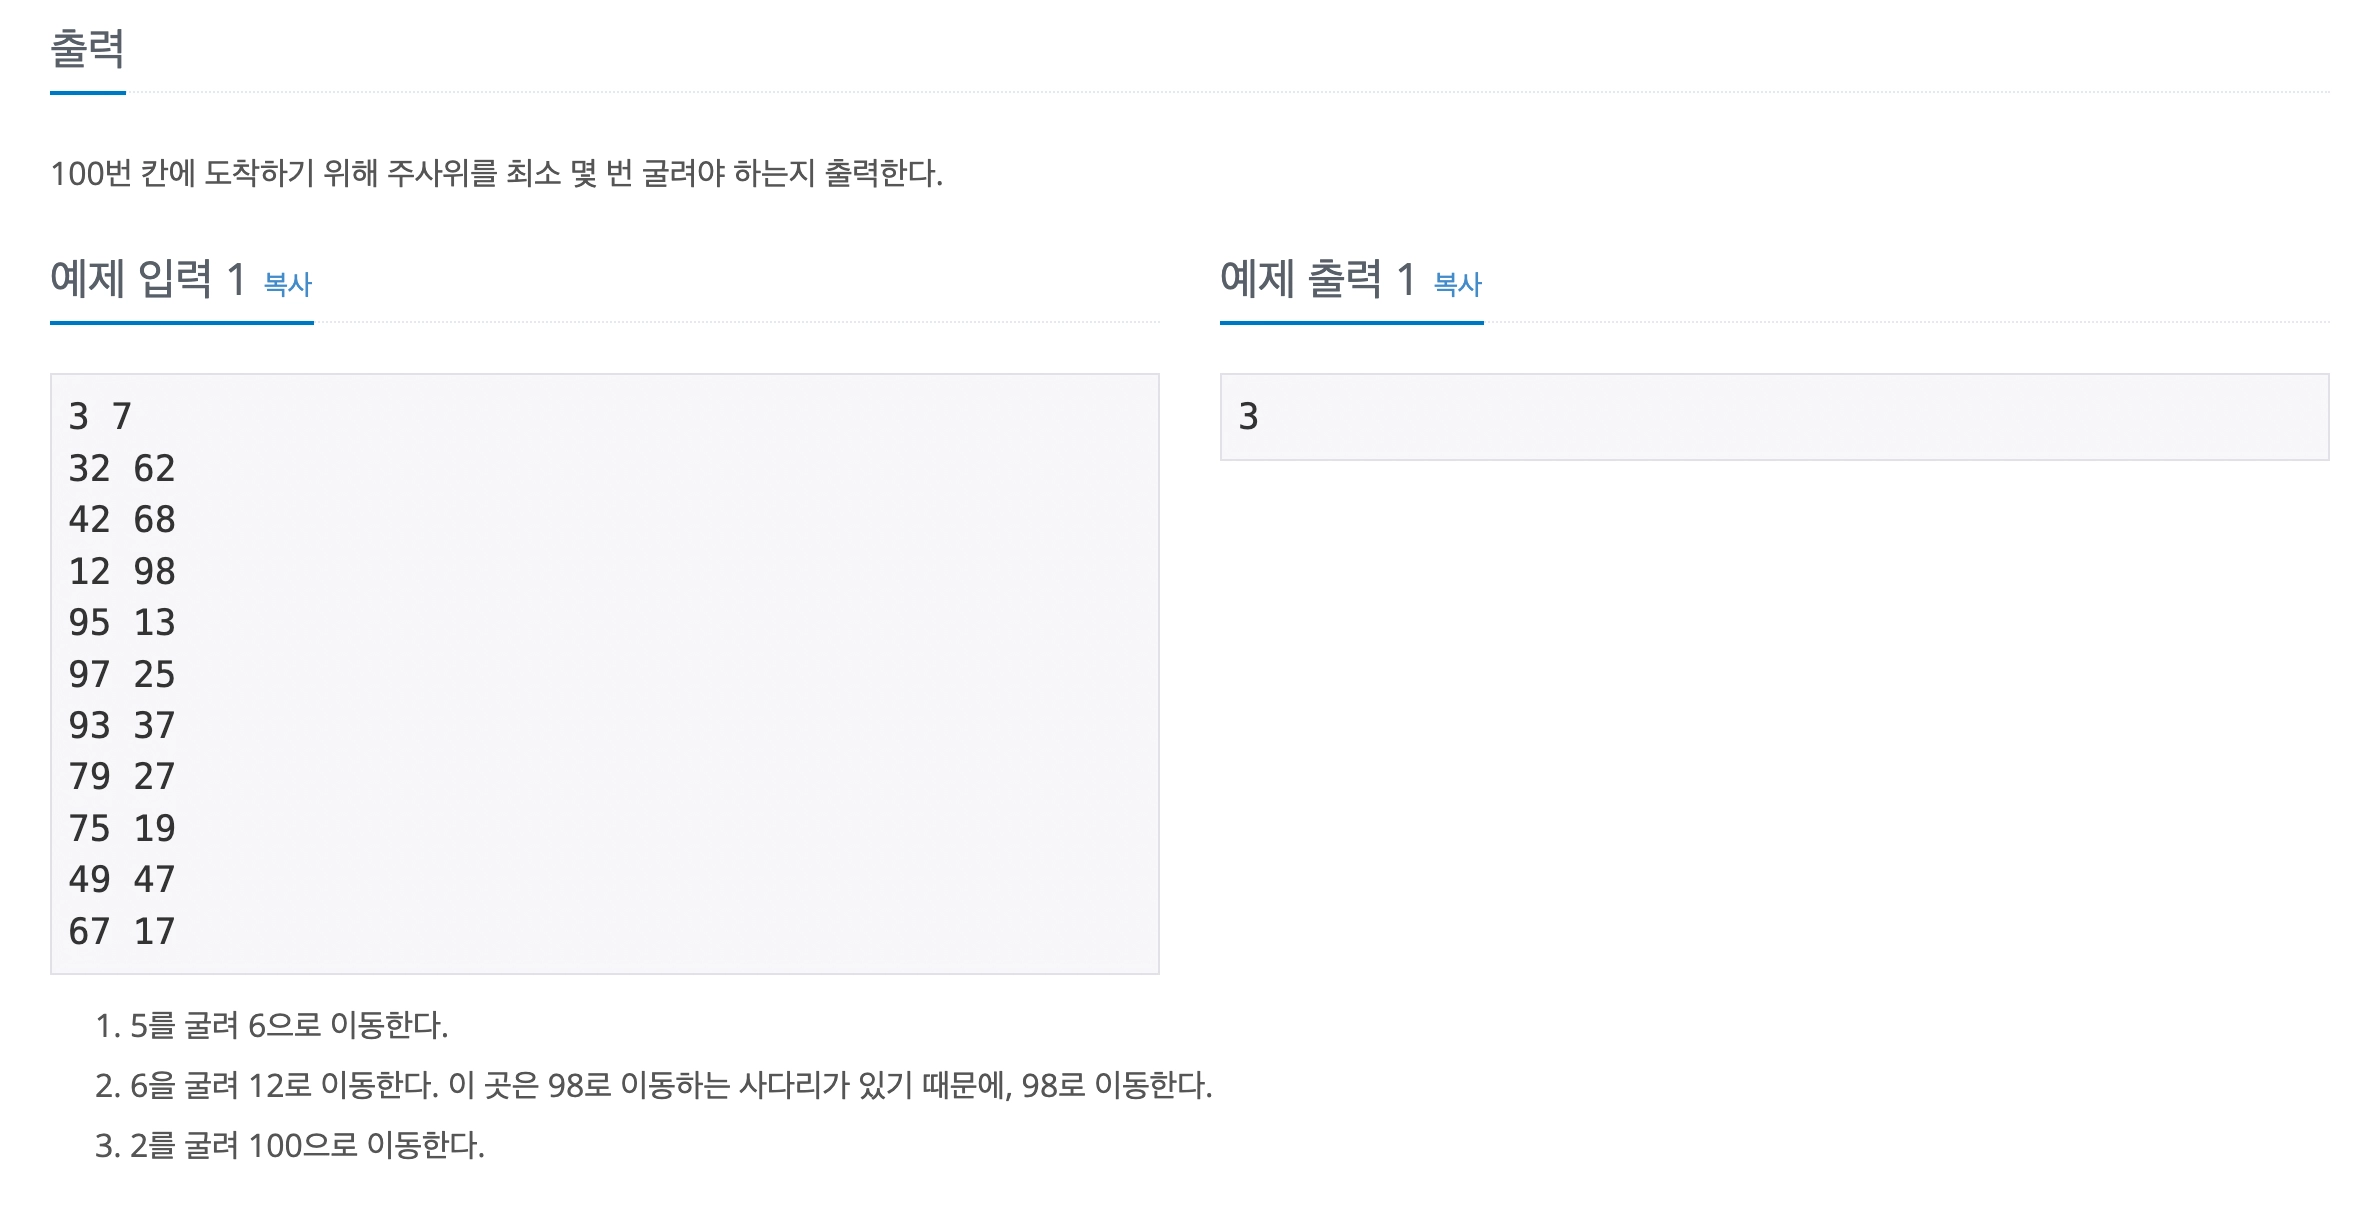 출력
100번 칸에 도착하기 위해 주사위를 최소 몇 번 굴려야 하는지 출력한다.
예제 입력 1 복사
3 7
32 62
42 68
12 98
95 13
97 25
93 37
79 27
75 19
49 47
67 17
예제 출력 1 복사
3
1. 5를 굴려 6으로 이동한다.
2. 6을 굴려 12로 이동한다. 이 곳은 98로 이동하는 사다리가 있기 때문에, 98로 이동한다.
3. 2를 굴려 100으로 이동한다.